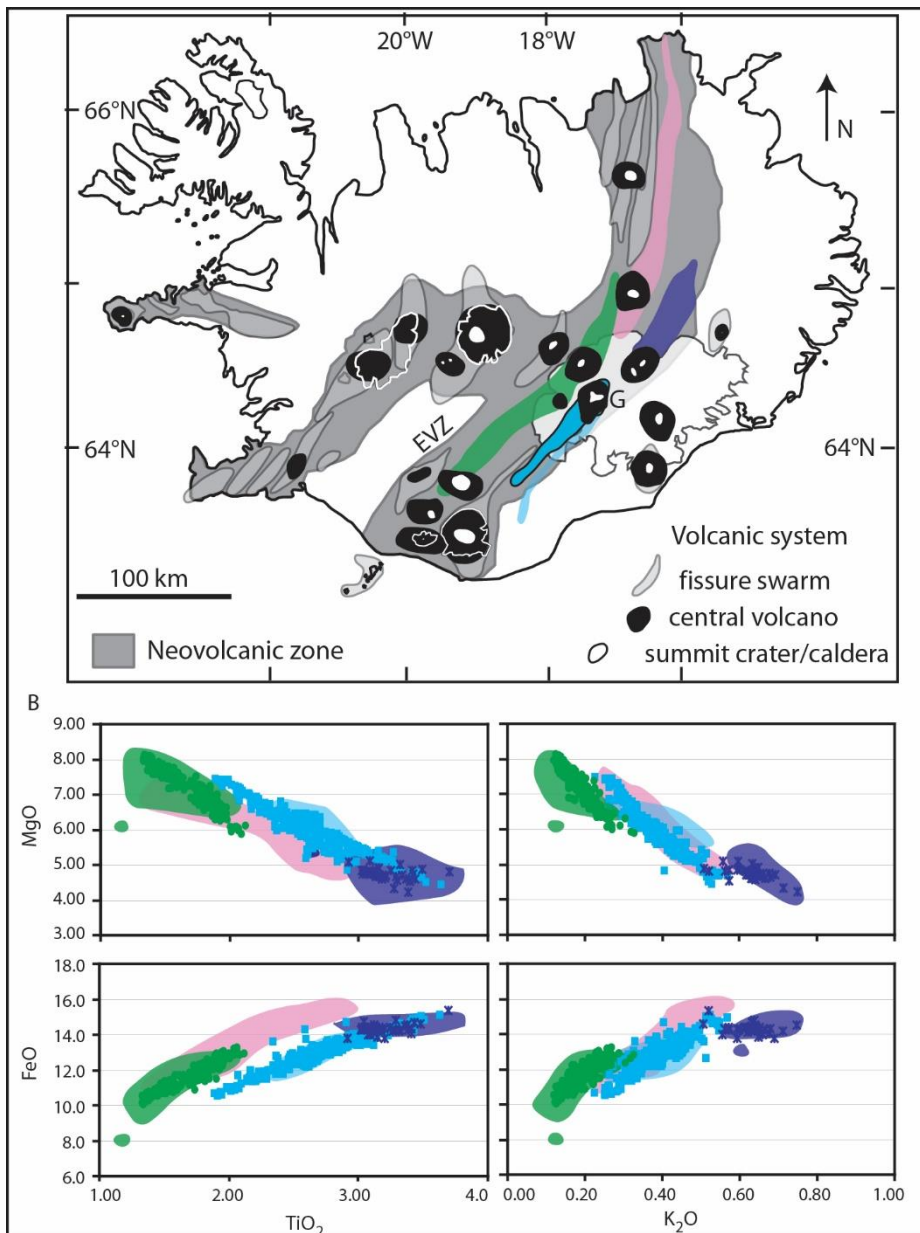 20°W 18°W
66°N
N
G
EVZ
64°N 64°N
Volcanic system
100 km
fissure swarm
central volcano
Neovolcanic zone
summit crater/caldera
B
9.00
8.00
7.00
MgO
6.00
5.00
4.00
3.00
18.0
16.0
14.0
FeO
12.0
10.0
8.0
6.0
1.00 2.00 3.00 4.0
0.00 0.20 0.40 0.60 0.80 1.00
TiO₂
K₂O